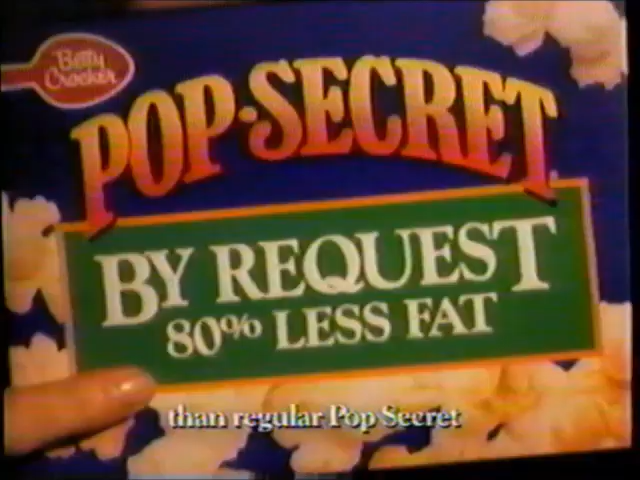 Betty
Crocker
POP·SECRET
BY REQUEST
80% LESS FAT
than regular Pop Secret